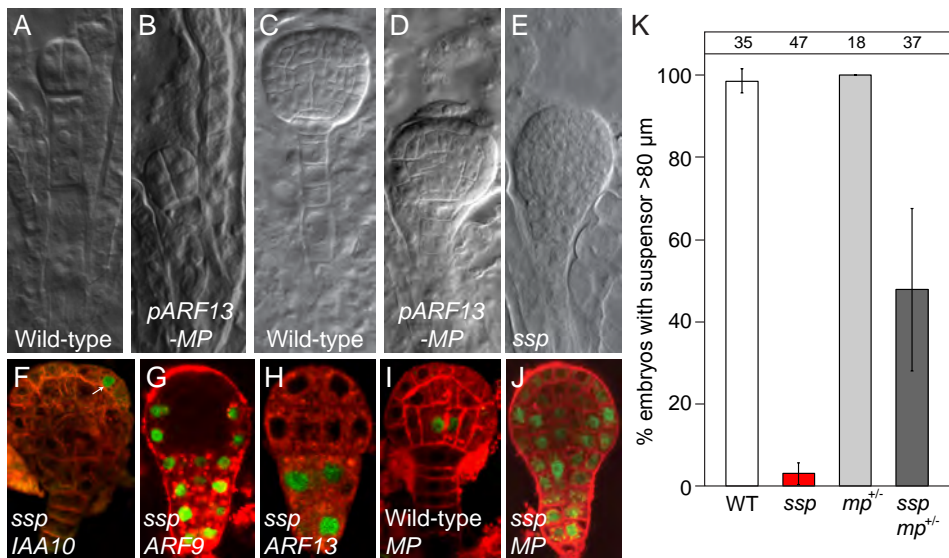 A
Wild-type
B
pARF13
-MP
C
Wild-type
D
pARF13
-MP
E
ssp
F
ssp
IAA10
G
ssp
ARF9
H
ssp
ARF13
I
Wild-type
MP
J
ssp
MP
K
35 47 18 37
% embryos with suspensor >80 µm
100
80
60
40
20
0
WT ssp mp+/- ssp
mp+/-